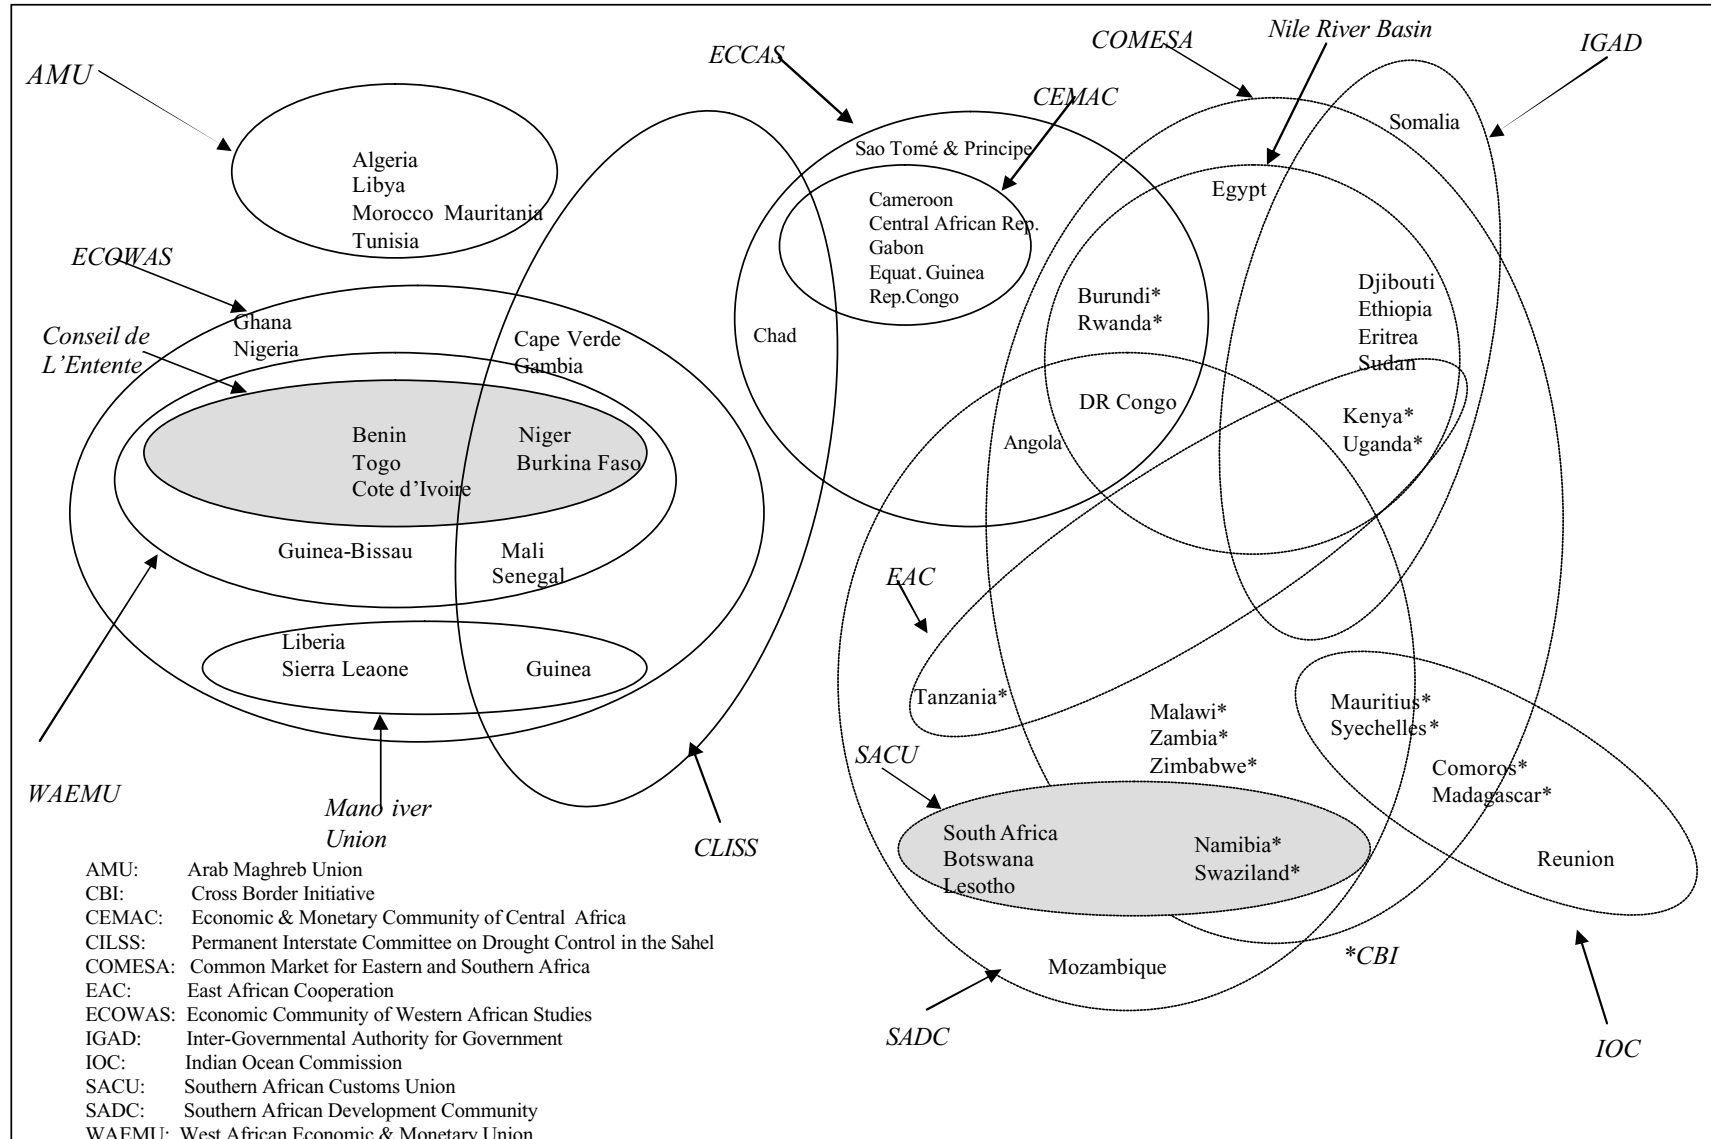 Nile River Basin
COMESA
IGAD
ECCAS
AMU
CEMAC
Somalia
Sao Tomé & Principe
Algeria
Libya
Morocco Mauritania
Tunisia
Egypt
Cameroon
Central African Rep.
Gabon
Equat. Guinea
Rep.Congo
ECOWAS
Djibouti
Ethiopia
Eritrea
Sudan
Burundi*
Rwanda*
Ghana
Nigeria
Conseil de
L'Entente
Cape Verde
Gambia
Chad
DR Congo
Angola
Kenya*
Uganda*
Benin
Togo
Cote d'Ivoire
Niger
Burkina Faso
Guinea-Bissau
Mali
Senegal
EAC
Liberia
Sierra Leaone
Guinea
Tanzania*
Malawi*
Zambia*
Zimbabwe*
Mauritius*
Syechelles*
Comoros*
Madagascar*
SACU
WAEMU
Mano iver
Union
CLISS
South Africa
Botswana
Lesotho
Namibia*
Swaziland*
Reunion
*CBI
Mozambique
SADC
IOC
AMU: Arab Maghreb Union
CBI: Cross Border Initiative
CEMAC: Economic & Monetary Community of Central Africa
CILSS: Permanent Interstate Committee on Drought Control in the Sahel
COMESA: Common Market for Eastern and Southern Africa
EAC: East African Cooperation
ECOWAS: Economic Community of Western African Studies
IGAD: Inter-Governmental Authority for Government
IOC: Indian Ocean Commission
SACU: Southern African Customs Union
SADC: Southern African Development Community
WAEMU: West African Economic & Monetary Union